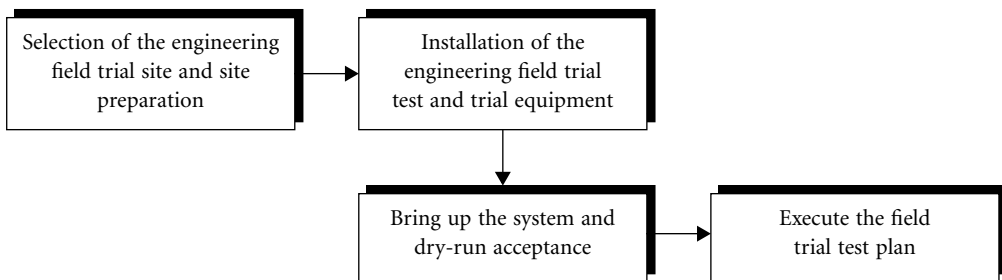 Selection of the engineering
field trial site and site
preparation
Installation of the
engineering field trial
test and trial equipment
Bring up the system and
dry-run acceptance
Execute the field
trial test plan